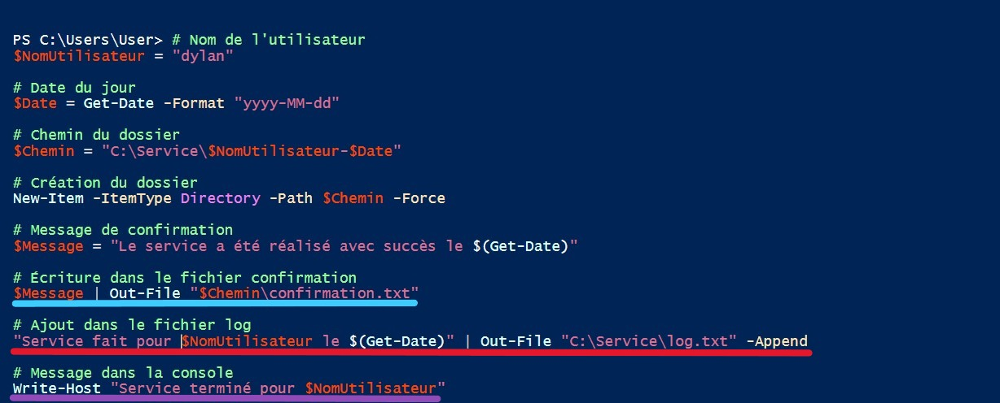 PS C:\Users\User> # Nom de l'utilisateur
$NomUtilisateur = "dylan"
# Date du jour
$Date = Get-Date -Format "yyyy-MM-dd"
# Chemin du dossier
$Chemin = "C:\Service\$NomUtilisateur-$Date"
# Création du dossier
New-Item -ItemType Directory -Path $Chemin -Force
# Message de confirmation
$Message = "Le service a été réalisé avec succès le $(Get-Date)"
# Écriture dans le fichier confirmation
$Message | Out-File "$Chemin\confirmation.txt"
# Ajout dans le fichier log
"Service fait pour $NomUtilisateur le $(Get-Date)" | Out-File "C:\Service\log.txt" -Append
# Message dans la console
Write-Host "Service terminé pour $NomUtilisateur"